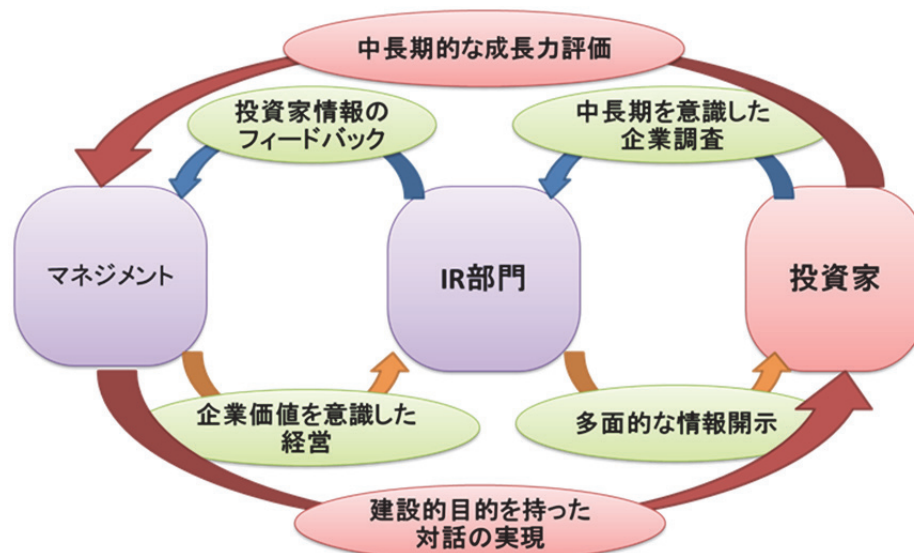 中長期的な成長力評価
投資家情報の
フィードバック
中長期を意識した
企業調査
マネジメント
IR部門
投資家
企業価値を意識した
経営
多面的な情報開示
建設的目的を持った
対話の実現